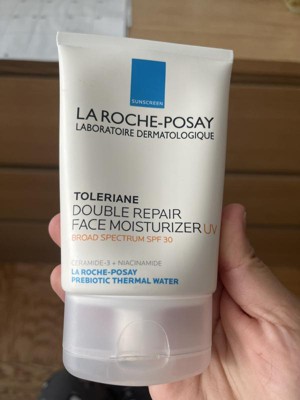 SUNSCREEN
LA ROCHE-POSAY
LABORATOIRE DERMATOLOGIQUE
TOLERIANE
DOUBLE REPAIR
FACE MOISTURIZER UV
BROAD SPECTRUM SPF 30
CERAMIDE-3 + NIACINAMIDE
LA ROCHE-POSAY
PREBIOTIC THERMAL WATER